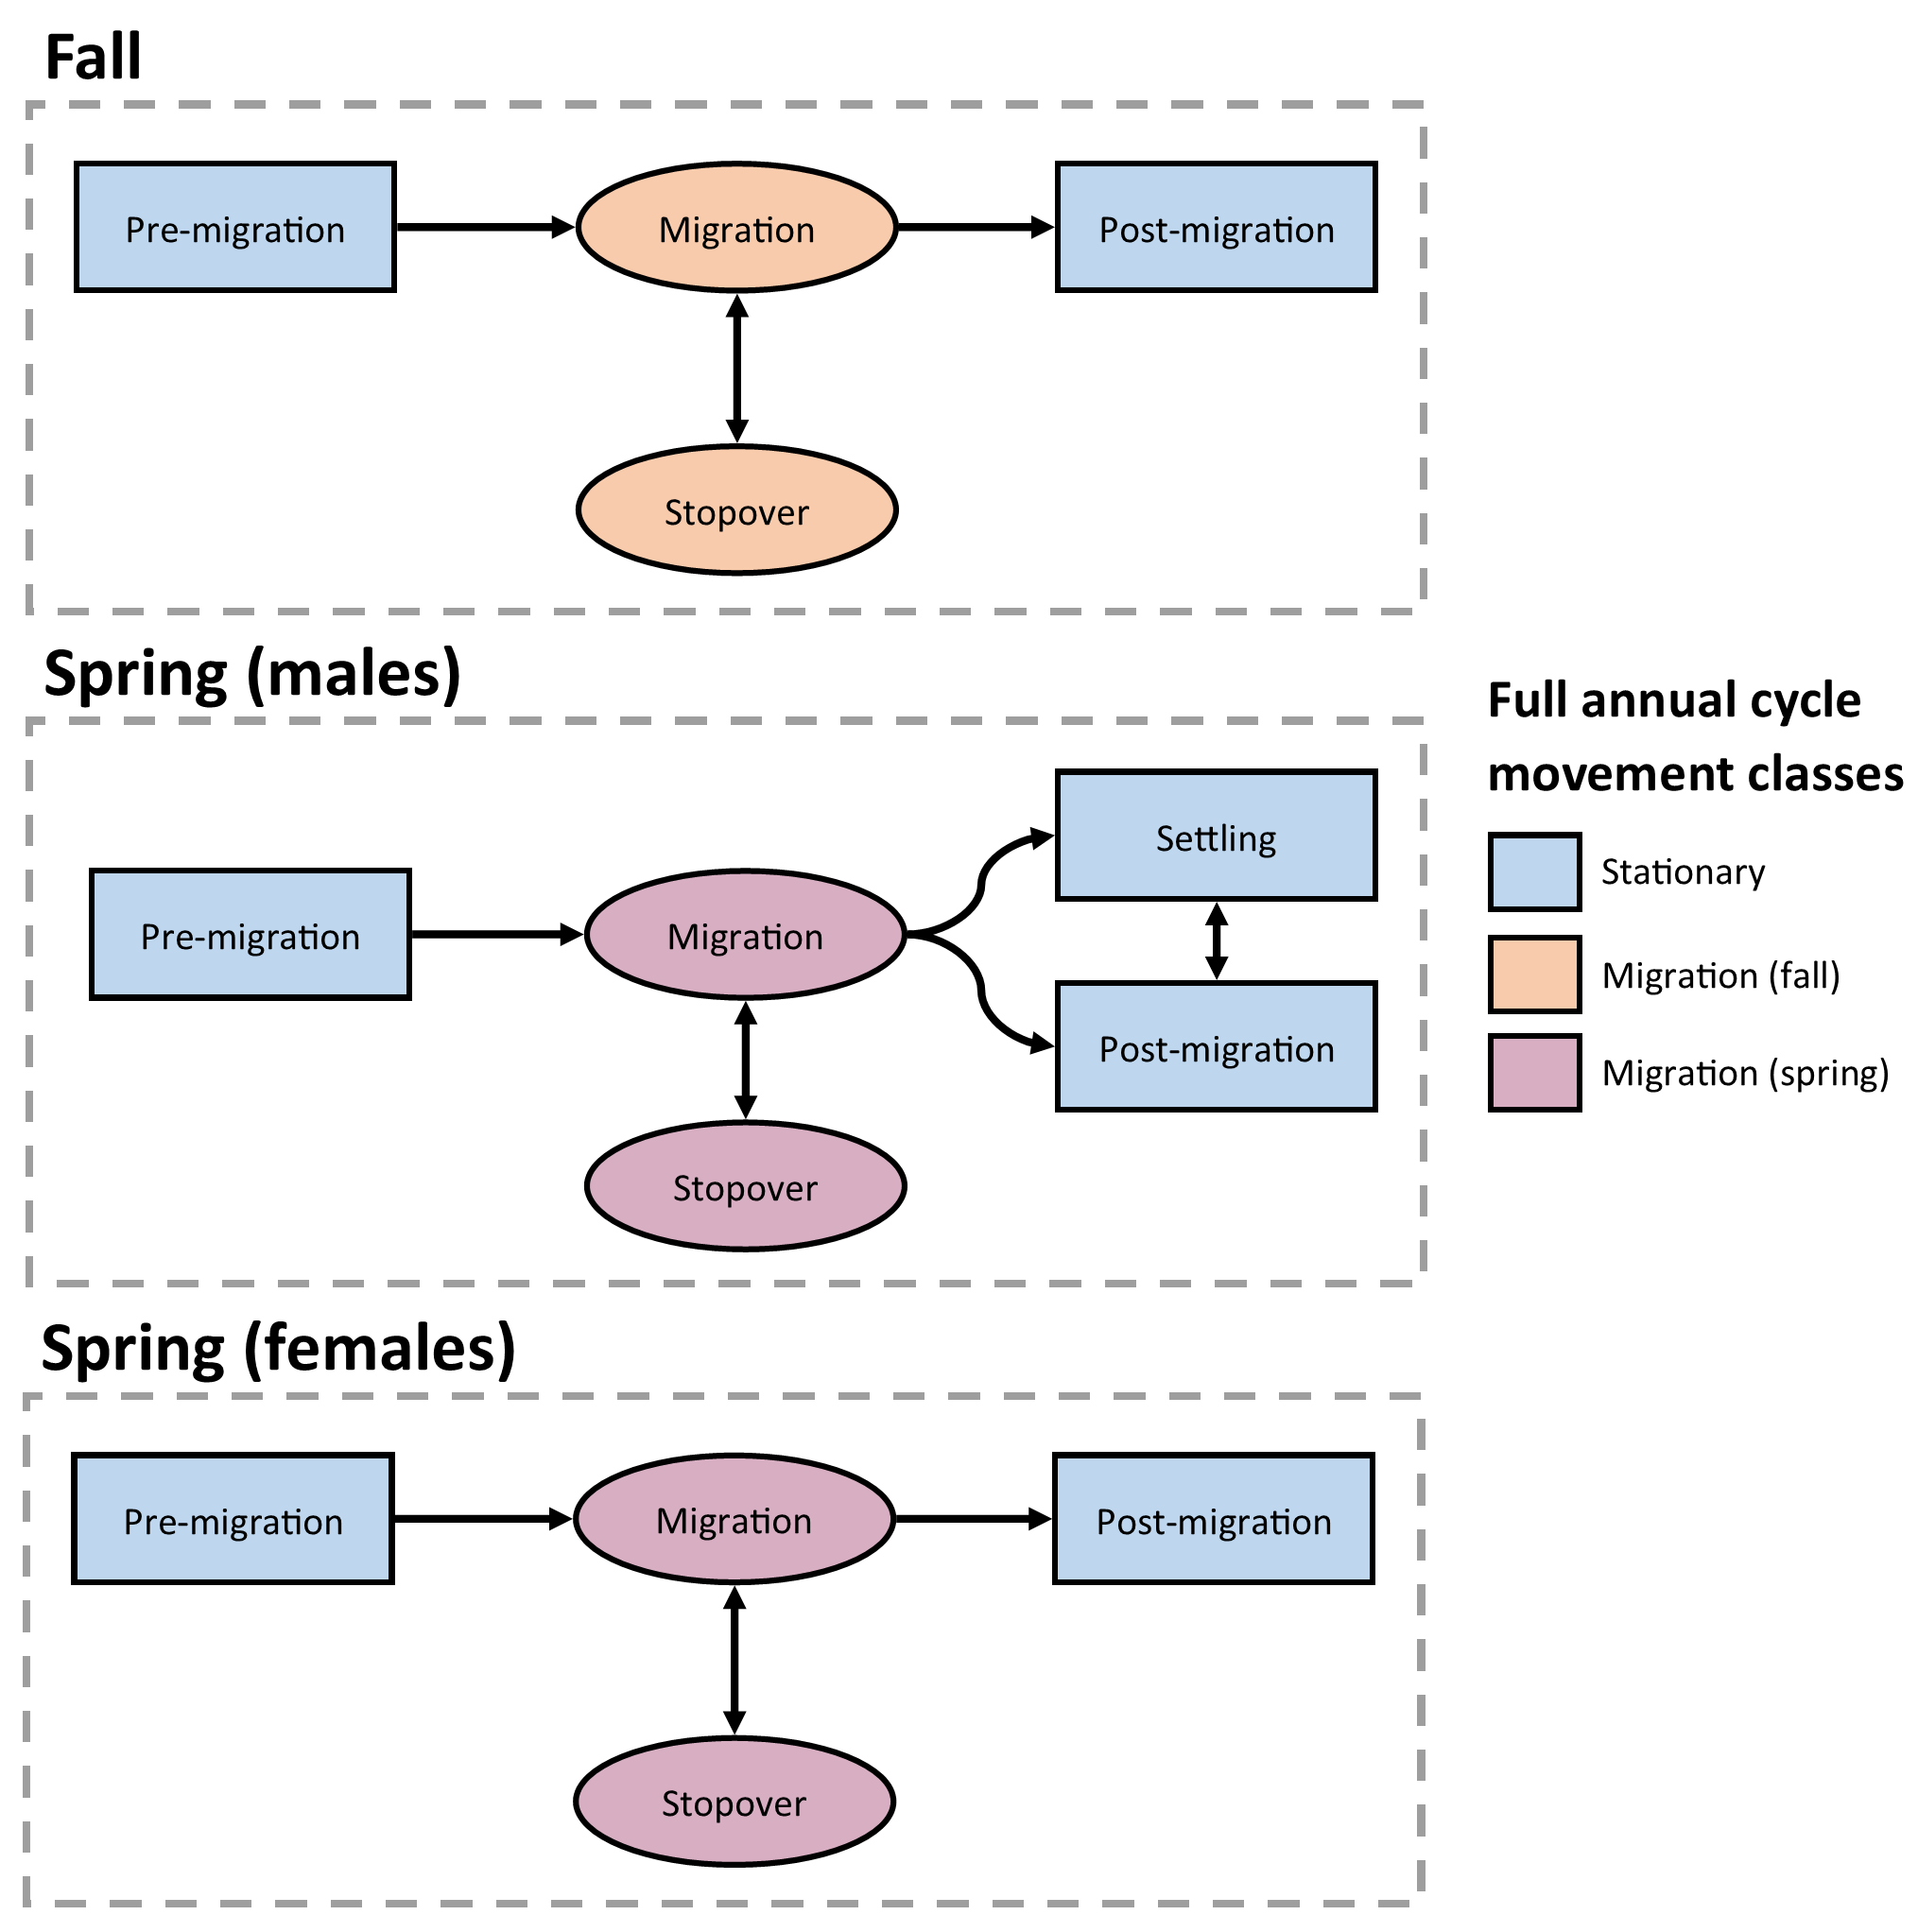 Fall
Pre-migration
Migration
Post-migration
Stopover
Spring (males)
Settling
Pre-migration
Migration
Post-migration
Stopover
Full annual cycle
movement classes
Stationary
Migration (fall)
Migration (spring)
Spring (females)
Pre-migration
Migration
Post-migration
Stopover